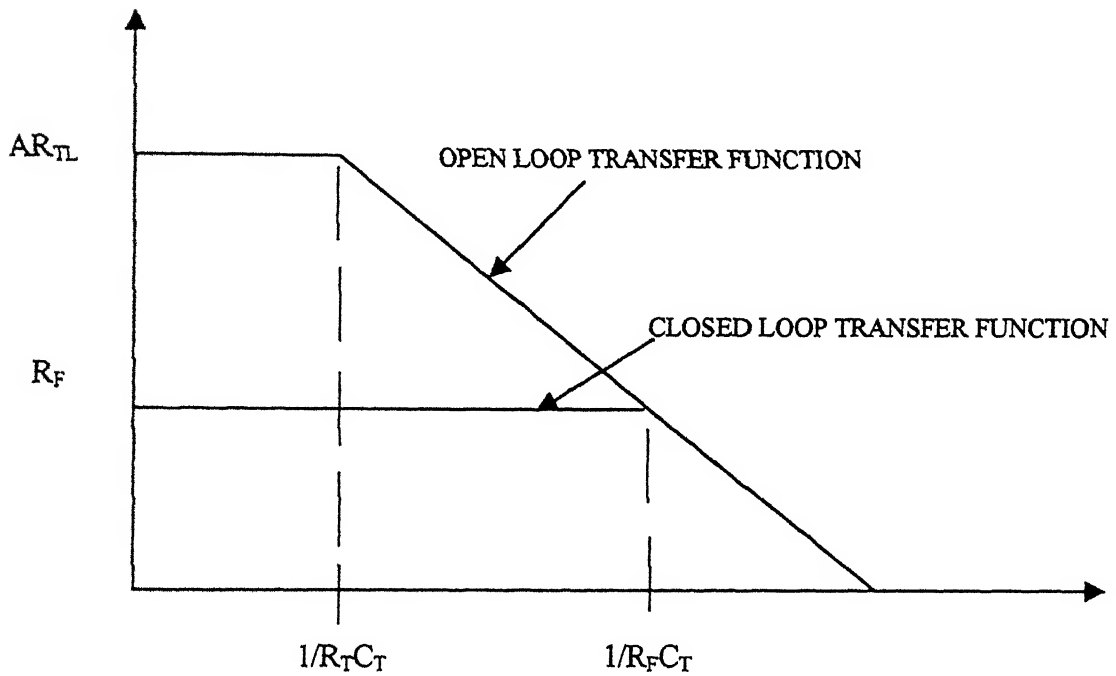 AR_TL
OPEN LOOP TRANSFER FUNCTION
CLOSED LOOP TRANSFER FUNCTION
R_F
1/R_TC_T
1/R_FC_T